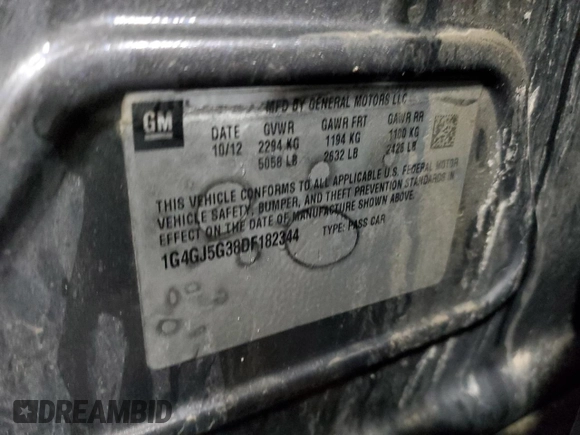 MFD BY GENERAL MOTORS LLC
GM DATE GVWR GAWR FRT GAWR RR
10/12 2294 KG 1194 KG 1100 KG
5058 LB 2632 LB 2425 LB
THIS VEHICLE CONFORMS TO ALL APPLICABLE U.S. FEDERAL MOTOR
VEHICLE SAFETY, BUMPER, AND THEFT PREVENTION STANDARDS IN
EFFECT ON THE DATE OF MANUFACTURE SHOWN ABOVE.
1G4GJ5G38DF182344 TYPE: PASS CAR
DREAMBID